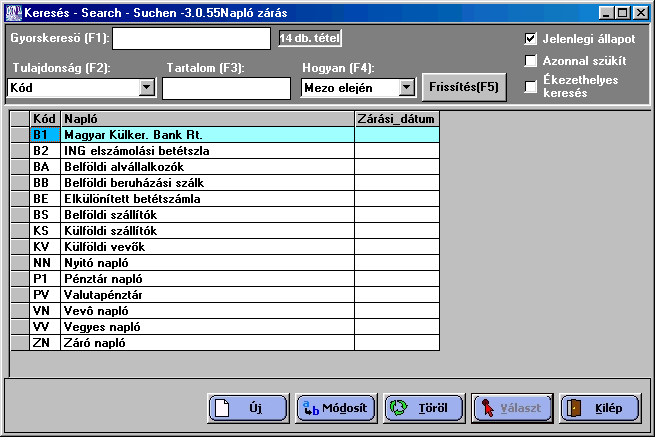 Keresés - Search - Suchen -3.0.55Napló zárás
Gyorskereső (F1):
14 db. tétel
Jelenlegi állapot
Azonnal szükít
Ékezethelyes keresés
Tulajdonság (F2):
Tartalom (F3):
Hogyan (F4):
Kód
Mezo elején
Frissítés(F5)
Kód Napló Zárási_dátum
B1 Magyar Külker. Bank Rt.
B2 ING elszámolási betétszla
BA Belföldi alvállalkozók
BB Belföldi beruházási szálk
BE Elkülönített betétszámla
BS Belföldi szállítók
KS Külföldi szállítók
KV Külföldi vevők
NN Nyitó napló
P1 Pénztár napló
PV Valutapénztár
VN Vevô napló
VV Vegyes napló
ZN Záró napló
Új
a b Módosít
Töröl
Választ
Kilép